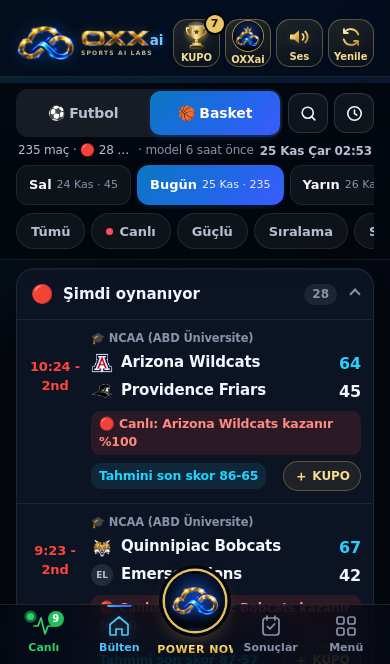 OXX ai
SPORTS AI LABS
7
KUPO
OXXai
Ses
Yenile
Futbol
Basket
235 maç · 28 ... · model 6 saat önce 25 Kas Çar 02:53
Sal 24 Kas · 45
Bugün 25 Kas · 235
Yarın 26 Ka
Tümü
Canlı
Güçlü
Sıralama
S
Şimdi oynanıyor 28
NCAA (ABD Üniversite)
10:24 - 2nd
Arizona Wildcats 64
Providence Friars 45
Canlı: Arizona Wildcats kazanır
%100
Tahmini son skor 86-65
+ KUPO
NCAA (ABD Üniversite)
9:23 - 2nd
Quinnipiac Bobcats 67
EL
42
9
Canlı
Bülten
POWER NOW
Sonuçlar
Menü